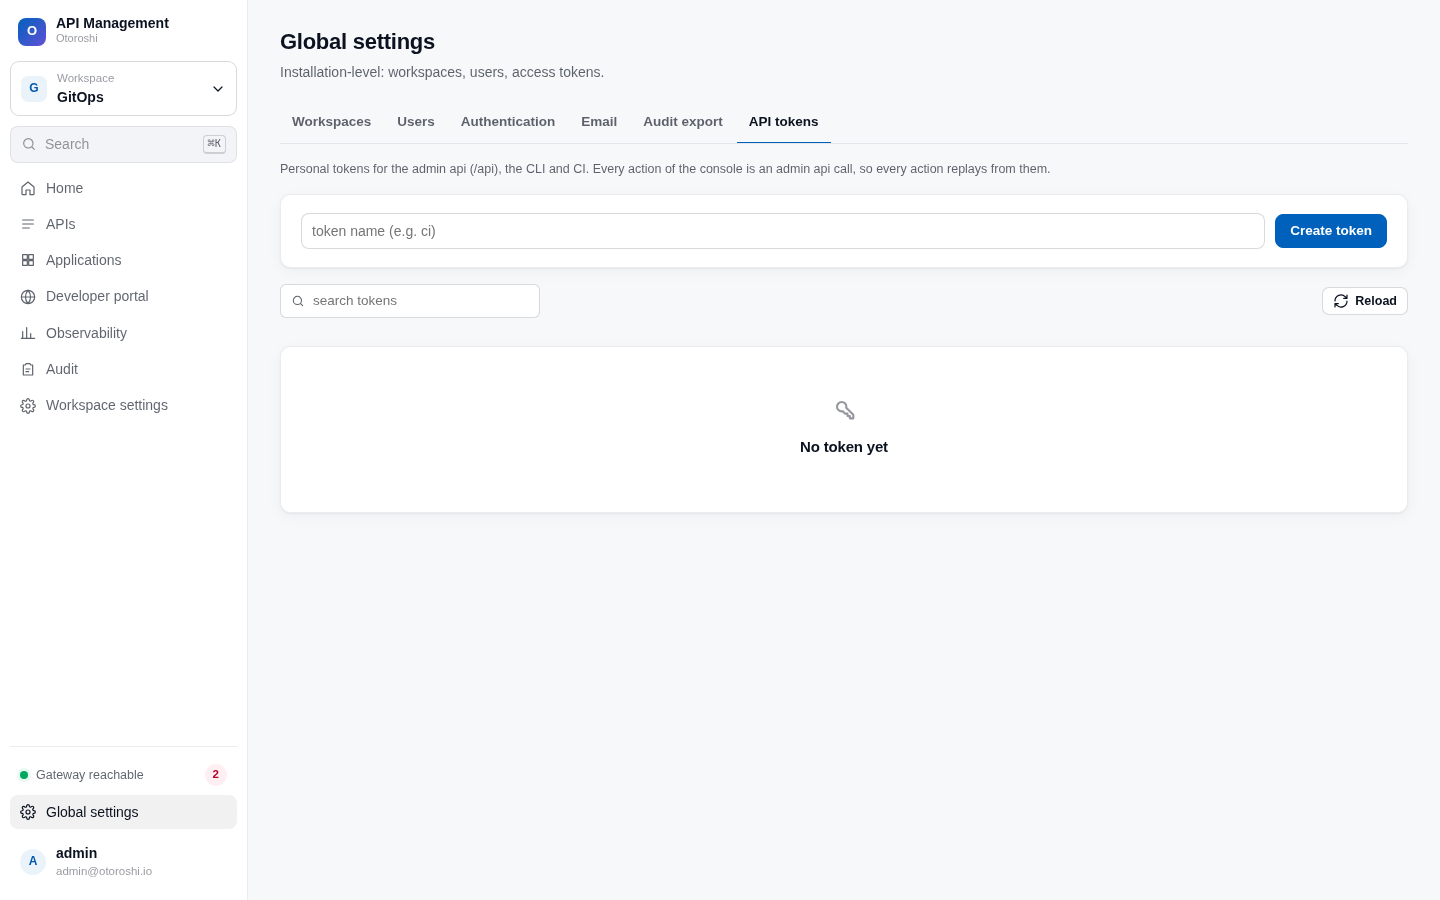 O
API Management
Otoroshi
G
Workspace
GitOps
Search
⌘K
Home
APIs
Applications
Developer portal
Observability
Audit
Workspace settings
Gateway reachable
2
Global settings
A
admin
admin@otoroshi.io
Global settings
Installation-level: workspaces, users, access tokens.
Workspaces Users Authentication Email Audit export API tokens
Personal tokens for the admin api (/api), the CLI and CI. Every action of the console is an admin api call, so every action replays from them.
token name (e.g. ci)
Create token
search tokens
Reload
No token yet